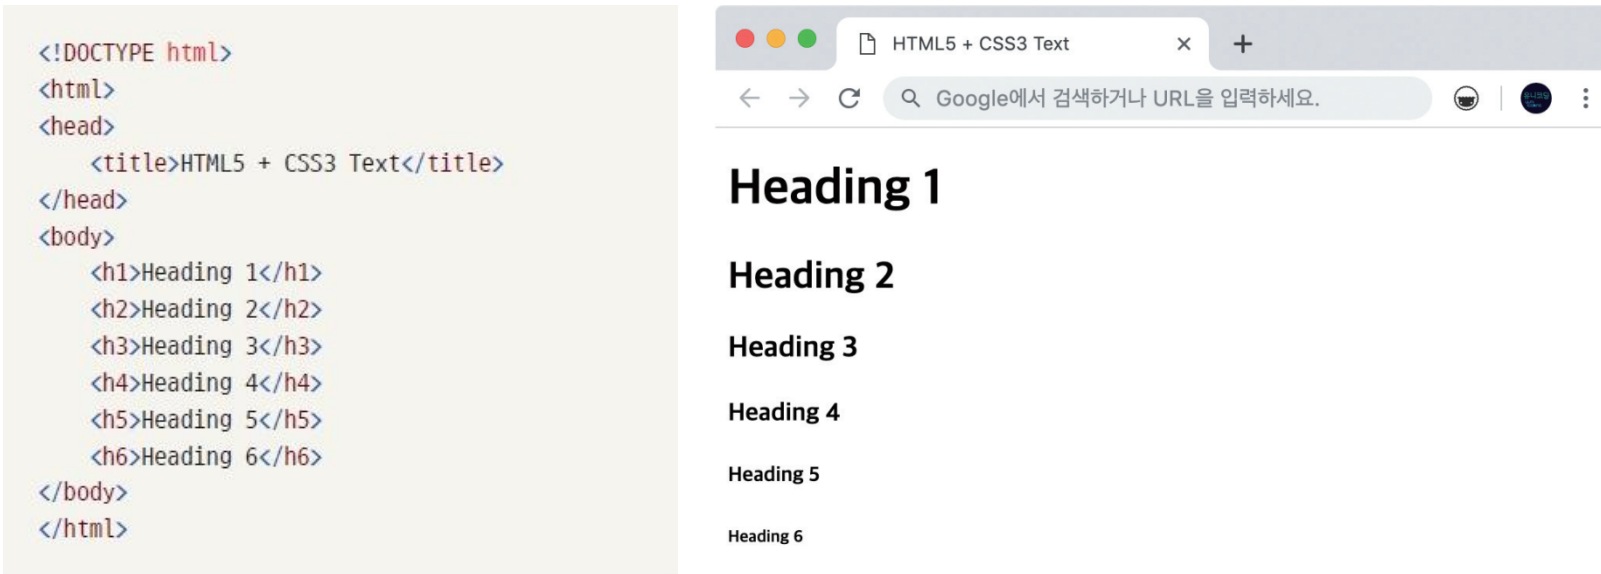 <!DOCTYPE html>
<html>
<head>
    <title>HTML5 + CSS3 Text</title>
</head>
<body>
    <h1>Heading 1</h1>
    <h2>Heading 2</h2>
    <h3>Heading 3</h3>
    <h4>Heading 4</h4>
    <h5>Heading 5</h5>
    <h6>Heading 6</h6>
</body>
</html>
HTML5 + CSS3 Text
Google에서 검색하거나 URL을 입력하세요.
Heading 1
Heading 2
Heading 3
Heading 4
Heading 5
Heading 6